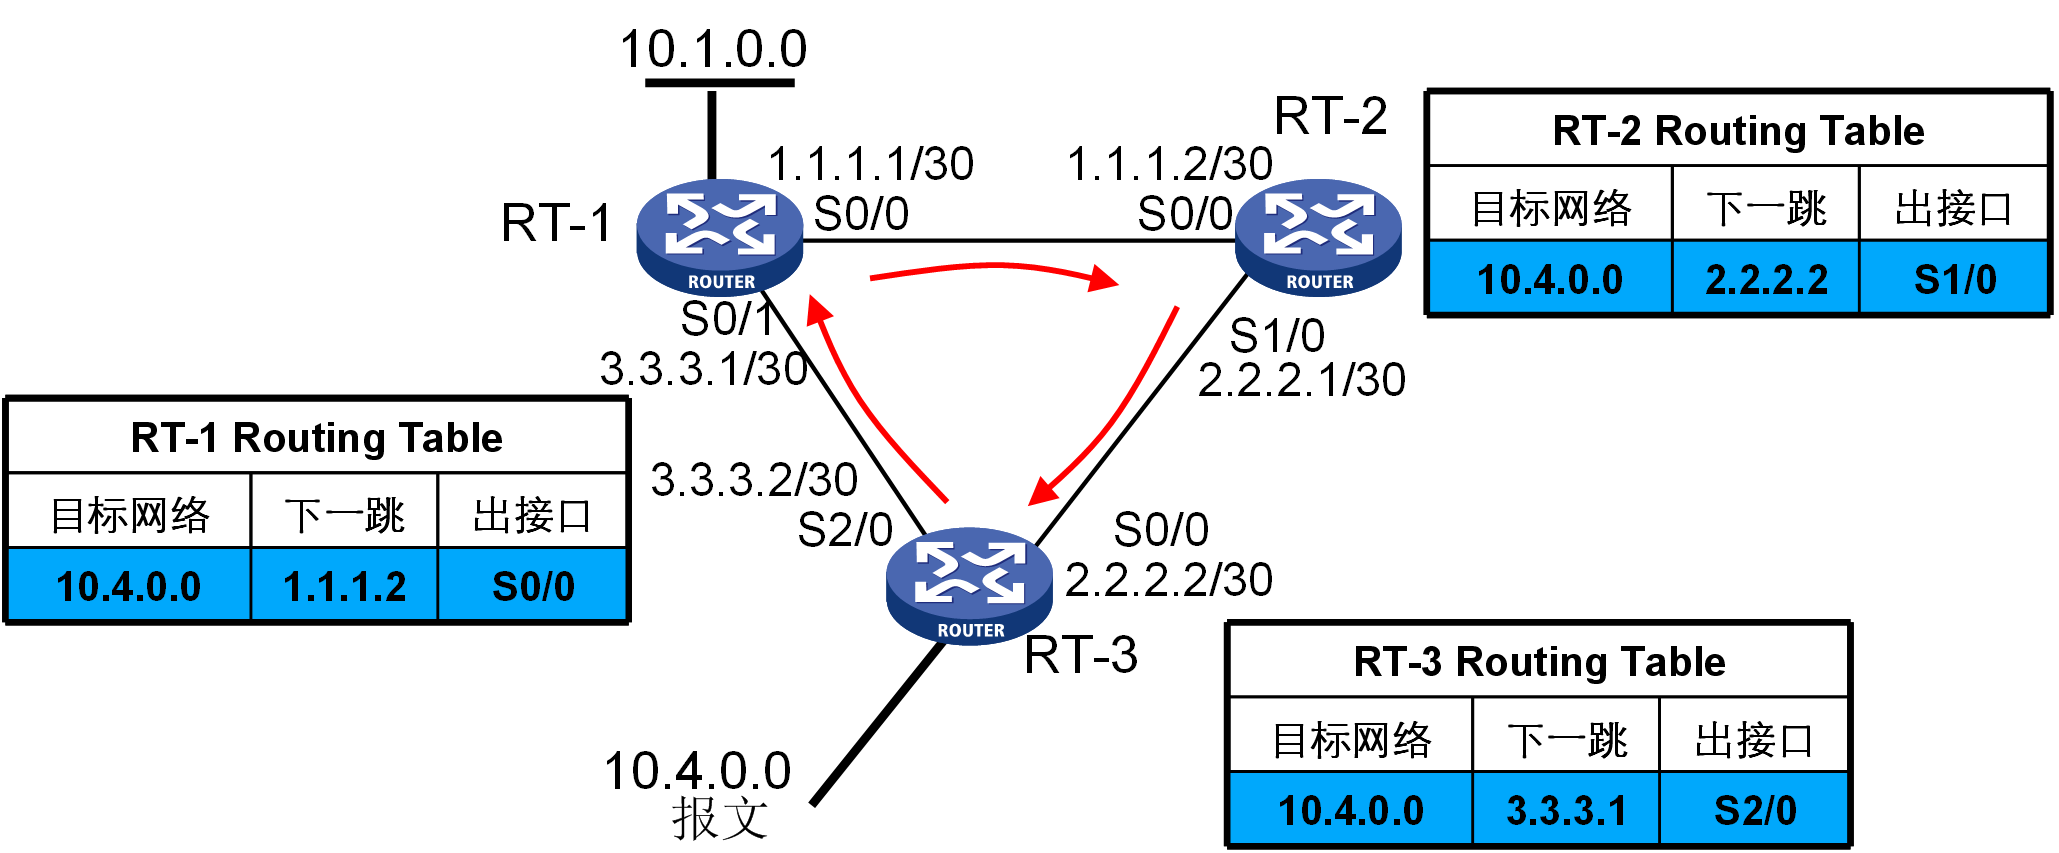 10.1.0.0
RT-2
1.1.1.1/30
1.1.1.2/30
RT-1
S0/0
S0/0
ROUTER
ROUTER
S0/1
3.3.3.1/30
S1/0
2.2.2.1/30
RT-2 Routing Table
目标网络 下一跳 出接口
10.4.0.0 2.2.2.2 S1/0
RT-1 Routing Table
目标网络 下一跳 出接口
10.4.0.0 1.1.1.2 S0/0
3.3.3.2/30
S2/0
S0/0
2.2.2.2/30
ROUTER
RT-3
10.4.0.0
报文
RT-3 Routing Table
目标网络 下一跳 出接口
10.4.0.0 3.3.3.1 S2/0